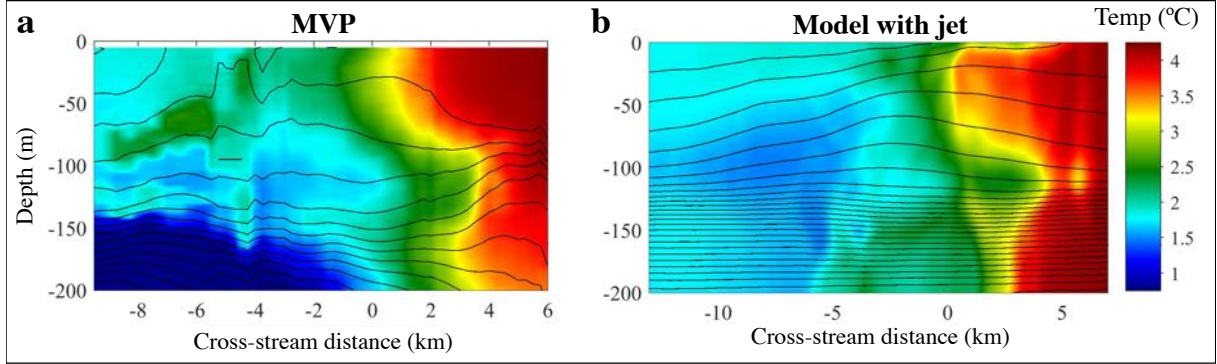 a MVP
b Model with jet
Temp (ºC)
Depth (m)
0
-50
-100
-150
-200
-8 -6 -4 -2 0 2 4 6
Cross-stream distance (km)
0
-50
-100
-150
-200
-10 -5 0 5
Cross-stream distance (km)
4
3.5
3
2.5
2
1.5
1